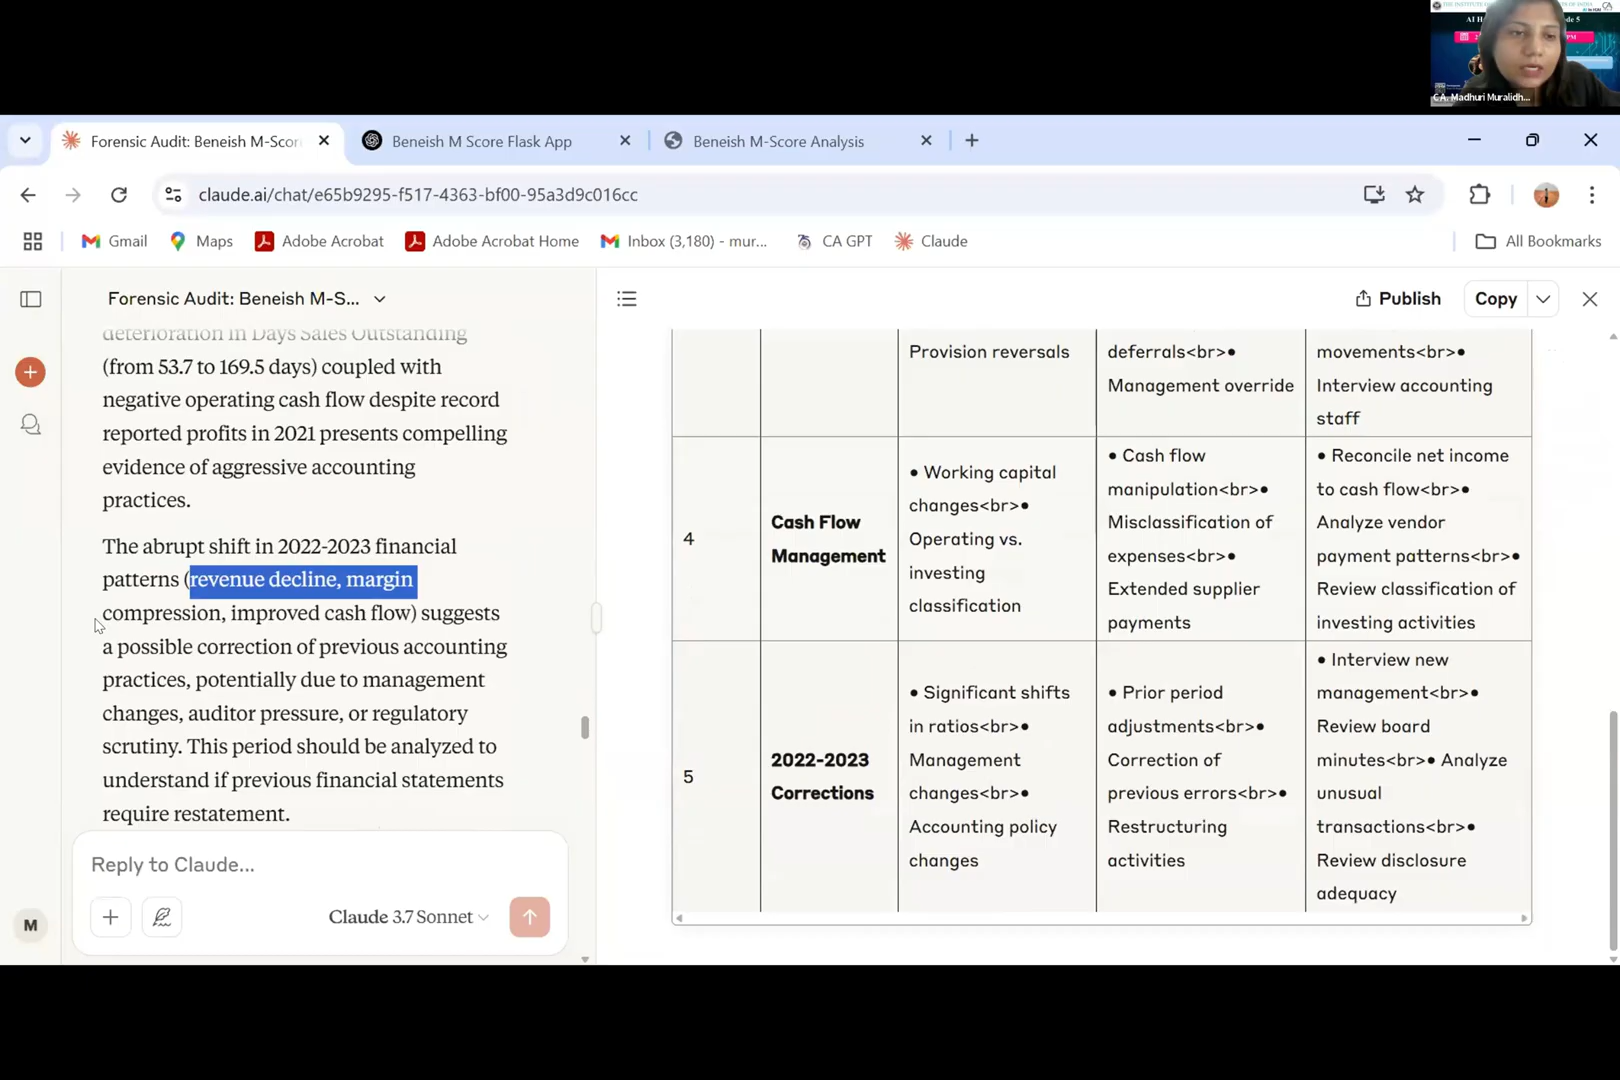 CA. Madhuri Muralidh...
Forensic Audit: Beneish M-Scor
Beneish M Score Flask App
Beneish M-Score Analysis
claude.ai/chat/e65b9295-f517-4363-bf00-95a3d9c016cc
Gmail
Maps
Adobe Acrobat
Adobe Acrobat Home
Inbox (3,180) - mur...
CA GPT
Claude
All Bookmarks
Forensic Audit: Beneish M-S...
deterioration in Days Sales Outstanding
(from 53.7 to 169.5 days) coupled with
negative operating cash flow despite record
reported profits in 2021 presents compelling
evidence of aggressive accounting
practices.
The abrupt shift in 2022-2023 financial
patterns (revenue decline, margin
compression, improved cash flow) suggests
a possible correction of previous accounting
practices, potentially due to management
changes, auditor pressure, or regulatory
scrutiny. This period should be analyzed to
understand if previous financial statements
require restatement.
Reply to Claude...
Claude 3.7 Sonnet
M
Publish
Copy
Provision reversals
deferrals<br>•
Management override
movements<br>•
Interview accounting
staff
4
Cash Flow
Management
• Working capital
changes<br>•
Operating vs.
investing
classification
• Cash flow
manipulation<br>•
Misclassification of
expenses<br>•
Extended supplier
payments
• Reconcile net income
to cash flow<br>•
Analyze vendor
payment patterns<br>•
Review classification of
investing activities
5
2022-2023
Corrections
• Significant shifts
in ratios<br>•
Management
changes<br>•
Accounting policy
changes
• Prior period
adjustments<br>•
Correction of
previous errors<br>•
Restructuring
activities
• Interview new
management<br>•
Review board
minutes<br>• Analyze
unusual
transactions<br>•
Review disclosure
adequacy